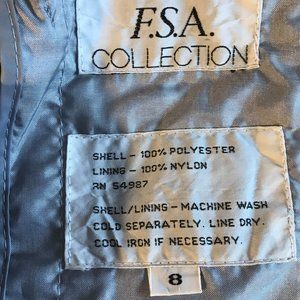 F.S.A.
COLLECTION
SHELL – 100% POLYESTER
LINING – 100% NYLON
RN 54987
SHELL/LINING – MACHINE WASH
COLD SEPARATELY. LINE DRY.
COOL IRON IF NECESSARY.
8